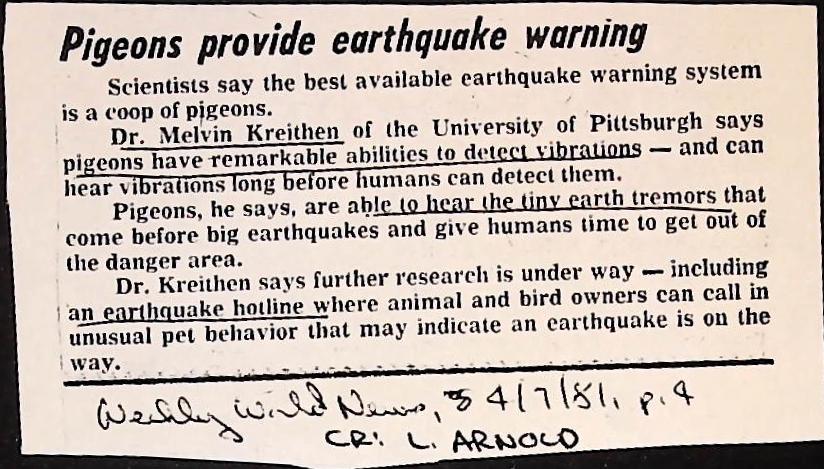 Pigeons provide earthquake warning
Scientists say the best available earthquake warning system
is a coop of pigeons.
Dr. Melvin Kreithen of the University of Pittsburgh says
pigeons have remarkable abilities to detect vibrations — and can
hear vibrations long before humans can detect them.
Pigeons, he says, are able to hear the tiny earth tremors that
come before big earthquakes and give humans time to get out of
the danger area.
Dr. Kreithen says further research is under way — including
an earthquake hotline where animal and bird owners can call in
unusual pet behavior that may indicate an earthquake is on the
way.
Weekly World News, 4/7/81, p. 4
CR: L. ARNOLD